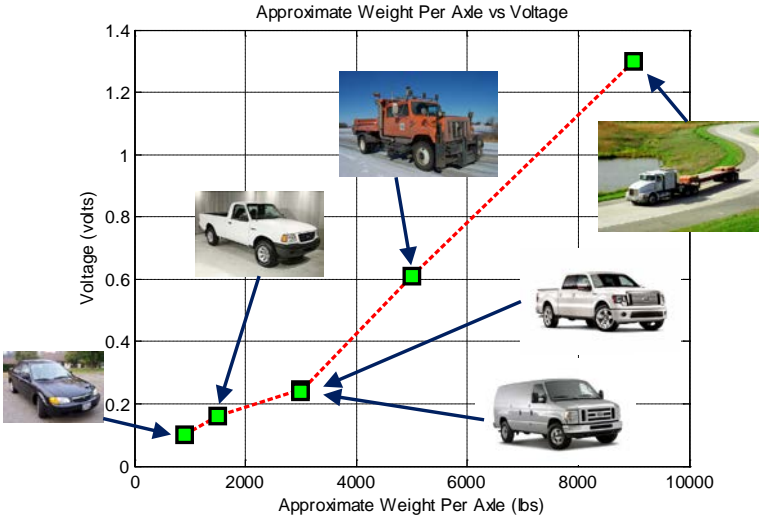 Approximate Weight Per Axle vs Voltage
1.4
1.2
1
0.8
0.6
0.4
0.2
0
Voltage (volts)
0 2000 4000 6000 8000 10000
Approximate Weight Per Axle (lbs)